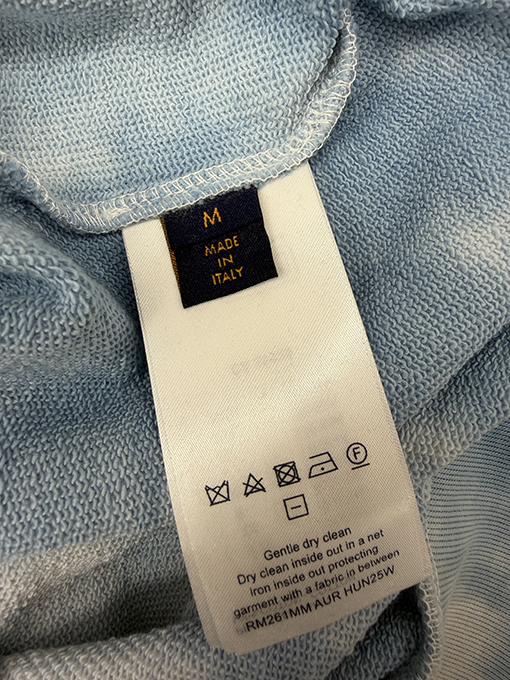 M
MADE
IN
ITALY
F
Gentle dry clean
Dry clean inside out in a net
Iron inside out protecting
garment with a fabric in between
RM261MM AUR HUN25W